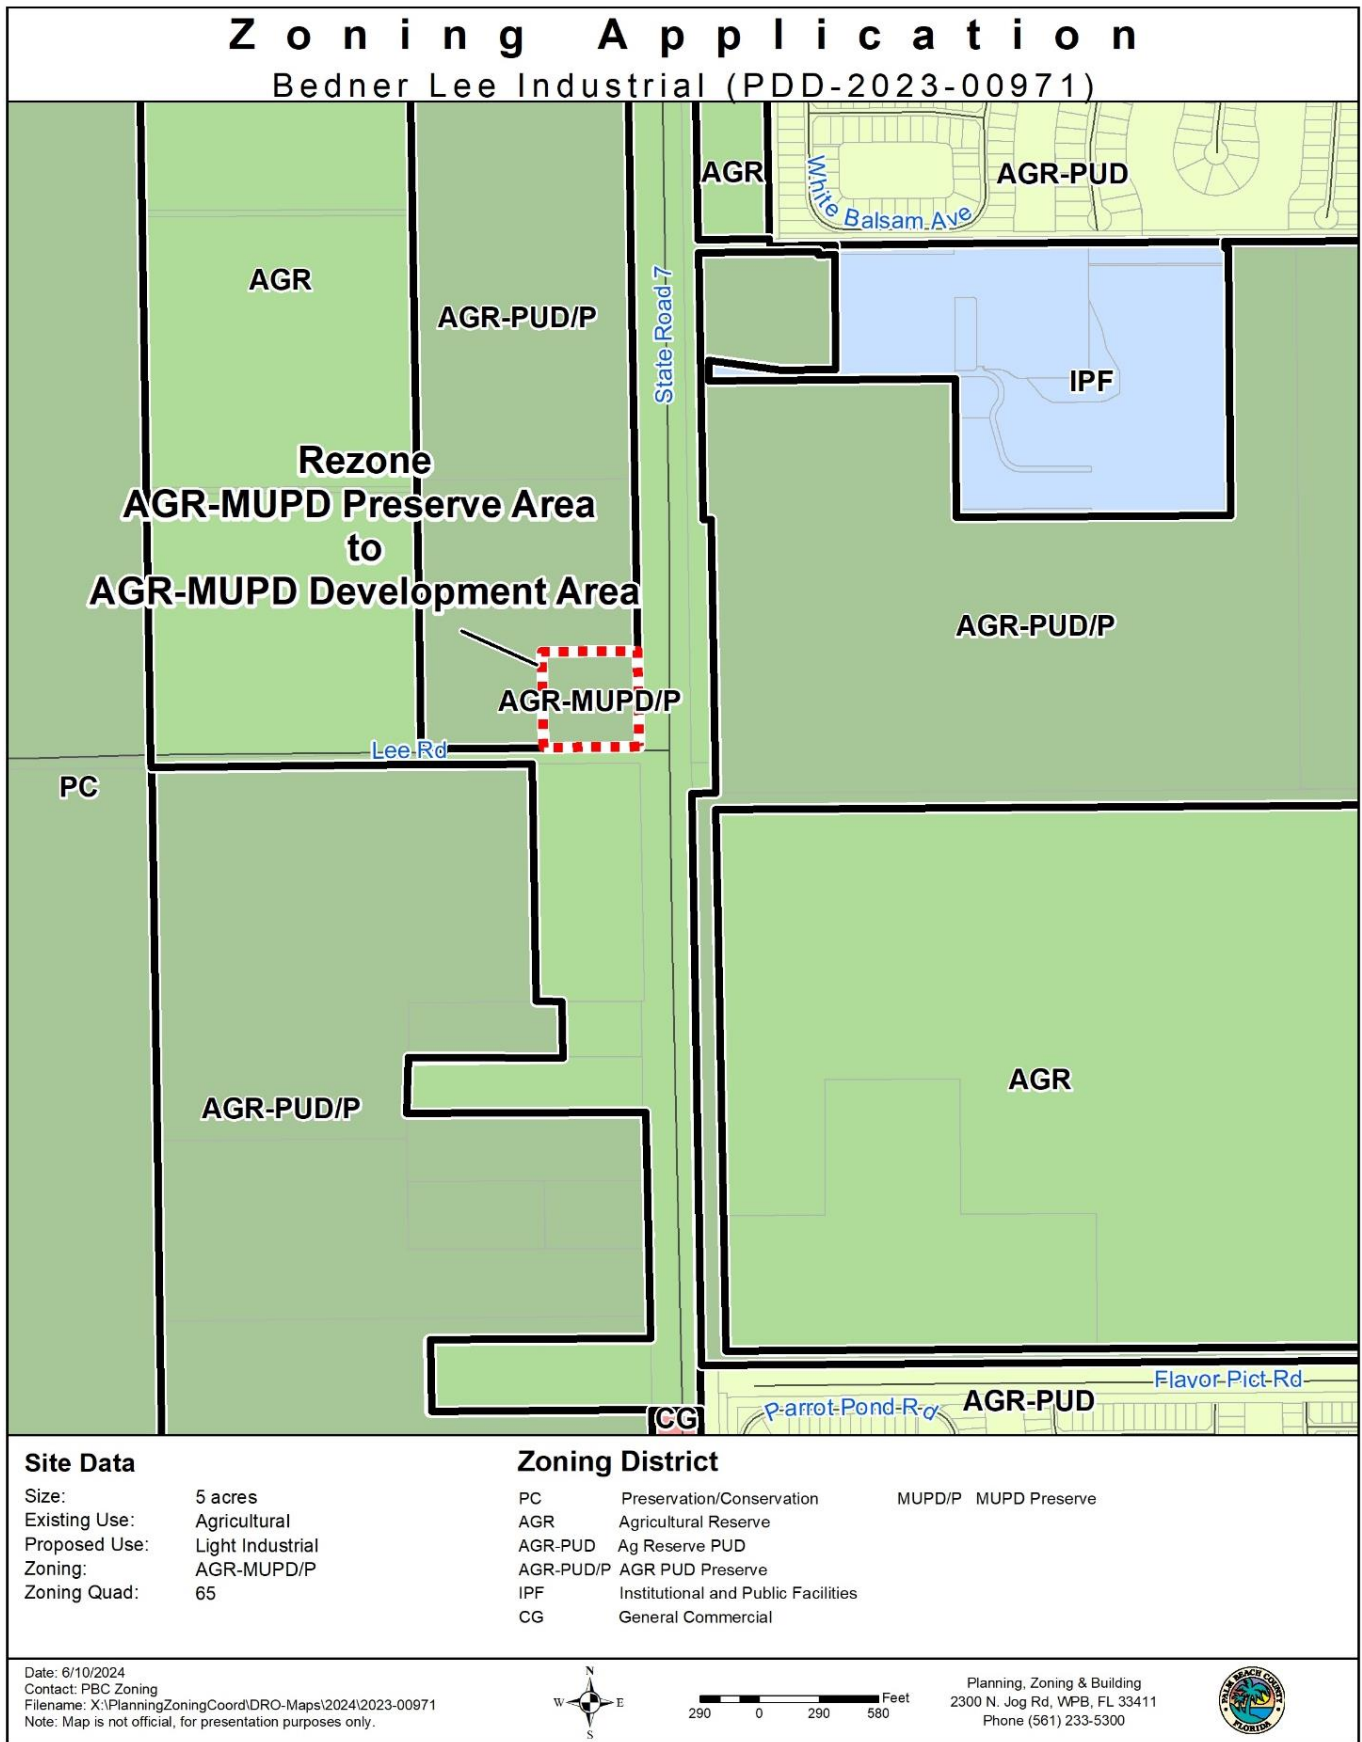 Zoning Application
Bedner Lee Industrial (PDD-2023-00971)
AGR
AGR-PUD
White Balsam Ave
AGR
AGR-PUD/P
State Road 7
IPF
Rezone
AGR-MUPD Preserve Area
to
AGR-MUPD Development Area
AGR-PUD/P
AGR-MUPD/P
Lee Rd
PC
AGR
AGR-PUD/P
Flavor Pict Rd
AGR-PUD
Parrot Pond Rd
CG
Site Data
Size: 5 acres
Existing Use: Agricultural
Proposed Use: Light Industrial
Zoning: AGR-MUPD/P
Zoning Quad: 65
Zoning District
PC Preservation/Conservation MUPD/P MUPD Preserve
AGR Agricultural Reserve
AGR-PUD Ag Reserve PUD
AGR-PUD/P AGR PUD Preserve
IPF Institutional and Public Facilities
CG General Commercial
Date: 6/10/2024
Contact: PBC Zoning
Filename: X:\PlanningZoningCoord\DRO-Maps\2024\2023-00971
Note: Map is not official, for presentation purposes only.
N
W E
S
Feet
290 0 290 580
Planning, Zoning & Building
2300 N. Jog Rd, WPB, FL 33411
Phone (561) 233-5300
PALM BEACH COUNTY
FLORIDA